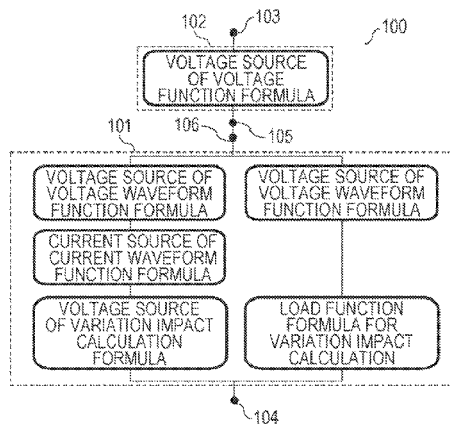 102
103
100
VOLTAGE SOURCE
OF VOLTAGE
FUNCTION FORMULA
106
105
101
VOLTAGE SOURCE OF
VOLTAGE WAVEFORM
FUNCTION FORMULA
VOLTAGE SOURCE OF
VOLTAGE WAVEFORM
FUNCTION FORMULA
CURRENT SOURCE OF
CURRENT WAVEFORM
FUNCTION FORMULA
VOLTAGE SOURCE
OF VARIATION IMPACT
CALCULATION
FORMULA
LOAD FUNCTION
FORMULA FOR
VARIATION IMPACT
CALCULATION
104